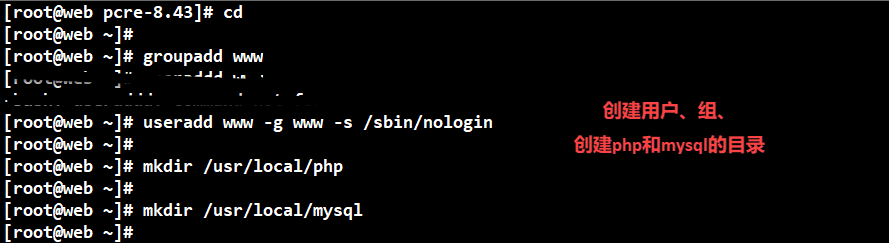 [root@web pcre-8.43]# cd
[root@web ~]#
[root@web ~]# groupadd www
[root@web ~]#
[root@web ~]# useradd www -g www -s /sbin/nologin
[root@web ~]#
[root@web ~]# mkdir /usr/local/php
[root@web ~]#
[root@web ~]# mkdir /usr/local/mysql
[root@web ~]#
创建用户、组、
创建php和mysql的目录